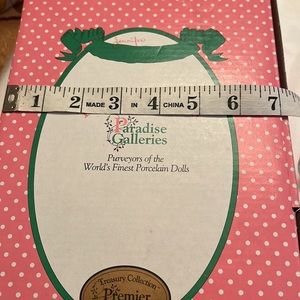 Jennifer
1 2 MADE 3 IN 4 CHINA 5 6 7
Paradise
Galleries
Purveyors of the
World's Finest Porcelain Dolls
Treasury Collection
Premier